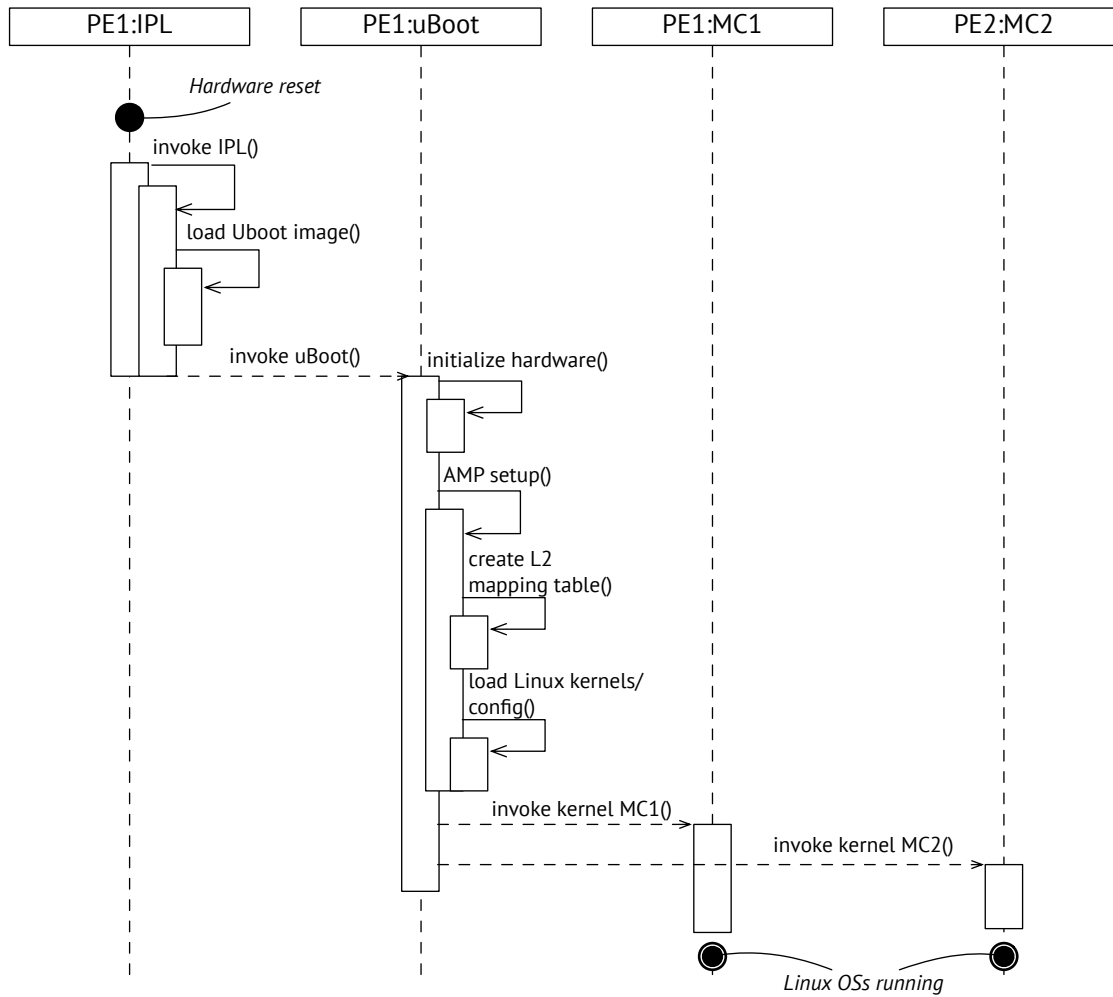 PE1:IPL
PE1:uBoot
PE1:MC1
PE2:MC2
Hardware reset
invoke IPL()
load Uboot image()
invoke uBoot()
initialize hardware()
AMP setup()
create L2
mapping table()
load Linux kernels/
config()
invoke kernel MC1()
invoke kernel MC2()
Linux OSs running